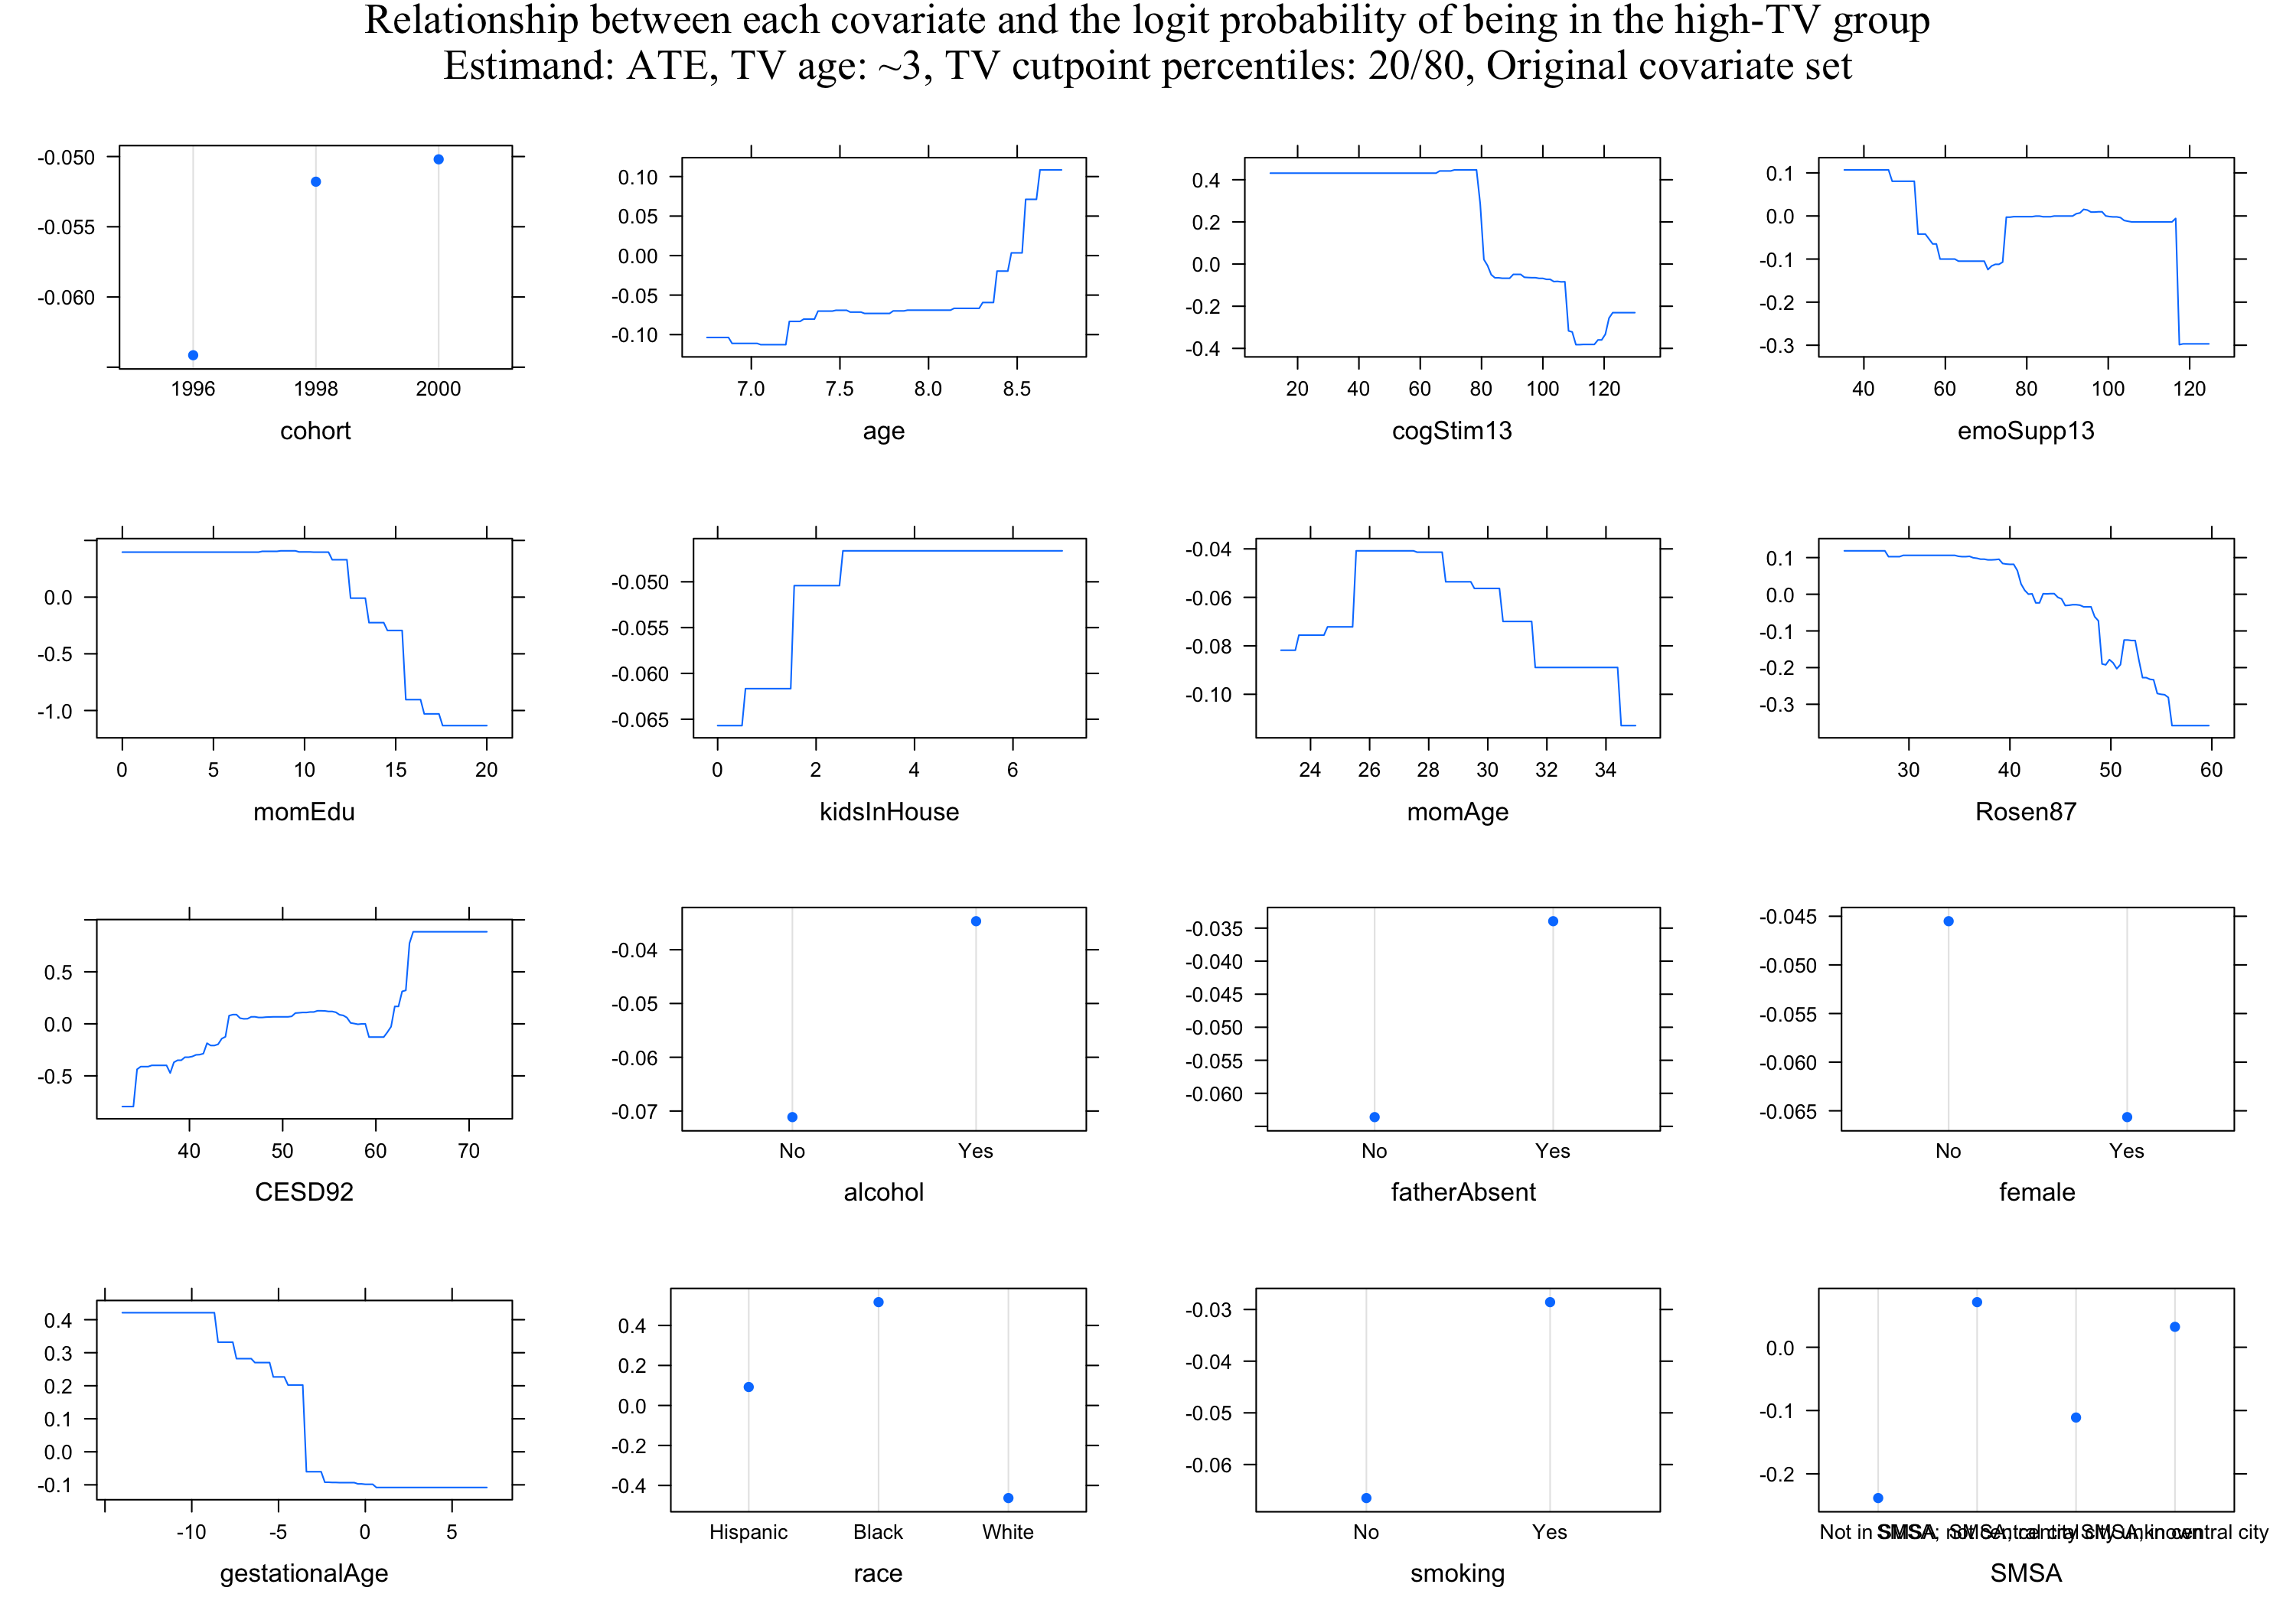 Relationship between each covariate and the logit probability of being in the high-TV group
Estimand: ATE, TV age: ~3, TV cutpoint percentiles: 20/80, Original covariate set
-0.050
-0.055
-0.060
1996 1998 2000
cohort
0.10
0.05
0.00
-0.05
-0.10
7.0 7.5 8.0 8.5
age
0.4
0.2
0.0
-0.2
-0.4
20 40 60 80 100 120
cogStim13
0.1
0.0
-0.1
-0.2
-0.3
40 60 80 100 120
emoSupp13
0.0
-0.5
-1.0
0 5 10 15 20
momEdu
-0.050
-0.055
-0.060
-0.065
0 2 4 6
kidsInHouse
-0.04
-0.06
-0.08
-0.10
24 26 28 30 32 34
momAge
0.1
0.0
-0.1
-0.2
-0.3
30 40 50 60
Rosen87
0.5
0.0
-0.5
40 50 60 70
CESD92
-0.04
-0.05
-0.06
-0.07
No Yes
alcohol
-0.035
-0.040
-0.045
-0.050
-0.055
-0.060
No Yes
fatherAbsent
-0.045
-0.050
-0.055
-0.060
-0.065
No Yes
female
0.4
0.3
0.2
0.1
0.0
-0.1
-10 -5 0 5
gestationalAge
0.4
0.2
0.0
-0.2
-0.4
Hispanic Black White
race
-0.03
-0.04
-0.05
-0.06
No Yes
smoking
0.0
-0.1
-0.2
Not in SMSA central city
SMSA